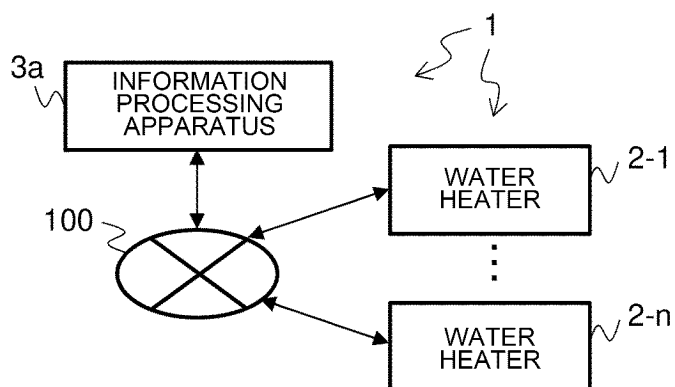 1
3a
INFORMATION
PROCESSING
APPARATUS
2-1
WATER
HEATER
100
2-n
WATER
HEATER